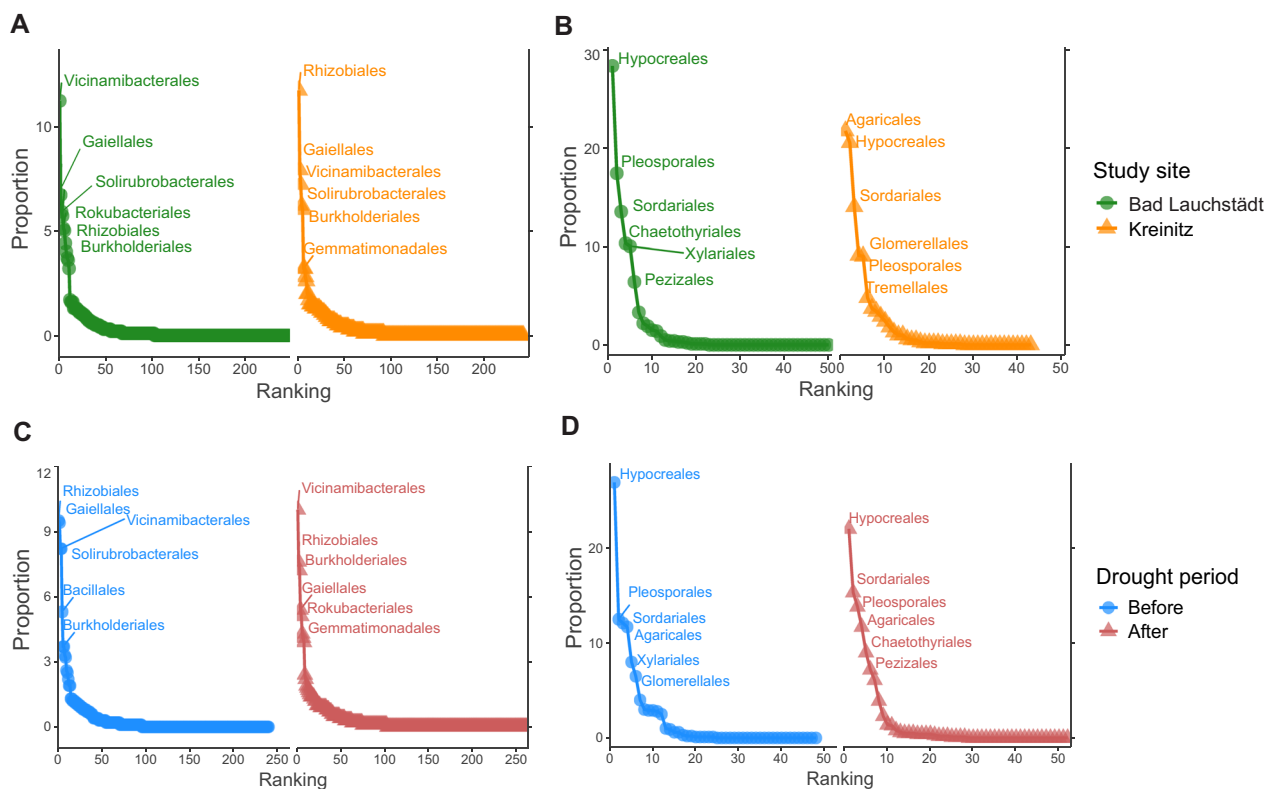 A
Proportion
10
5
0
Vicinamibacterales
Gaiellales
Solirubrobacterales
Rokubacteriales
Rhizobiales
Burkholderiales
0 50 100 150 200
Rhizobiales
Gaiellales
Vicinamibacterales
Solirubrobacterales
Burkholderiales
Gemmatimonadales
0 50 100 150 200
Ranking
B
Proportion
30
20
10
0
Hypocreales
Pleosporales
Sordariales
Chaetothyriales
Xylariales
Pezizales
0 10 20 30 40 50
Agaricales
Hypocreales
Sordariales
Glomerellales
Pleosporales
Tremellales
0 10 20 30 40 50
Ranking
Study site
Bad Lauchstädt
Kreinitz
C
Proportion
12
9
6
3
0
Rhizobiales
Gaiellales
Vicinamibacterales
Solirubrobacterales
Bacillales
Burkholderiales
0 50 100 150 200 250
Vicinamibacterales
Rhizobiales
Burkholderiales
Gaiellales
Rokubacteriales
Gemmatimonadales
0 50 100 150 200 250
Ranking
D
Proportion
20
10
0
Hypocreales
Pleosporales
Sordariales
Agaricales
Xylariales
Glomerellales
0 10 20 30 40 50
Hypocreales
Sordariales
Pleosporales
Agaricales
Chaetothyriales
Pezizales
0 10 20 30 40 50
Ranking
Drought period
Before
After